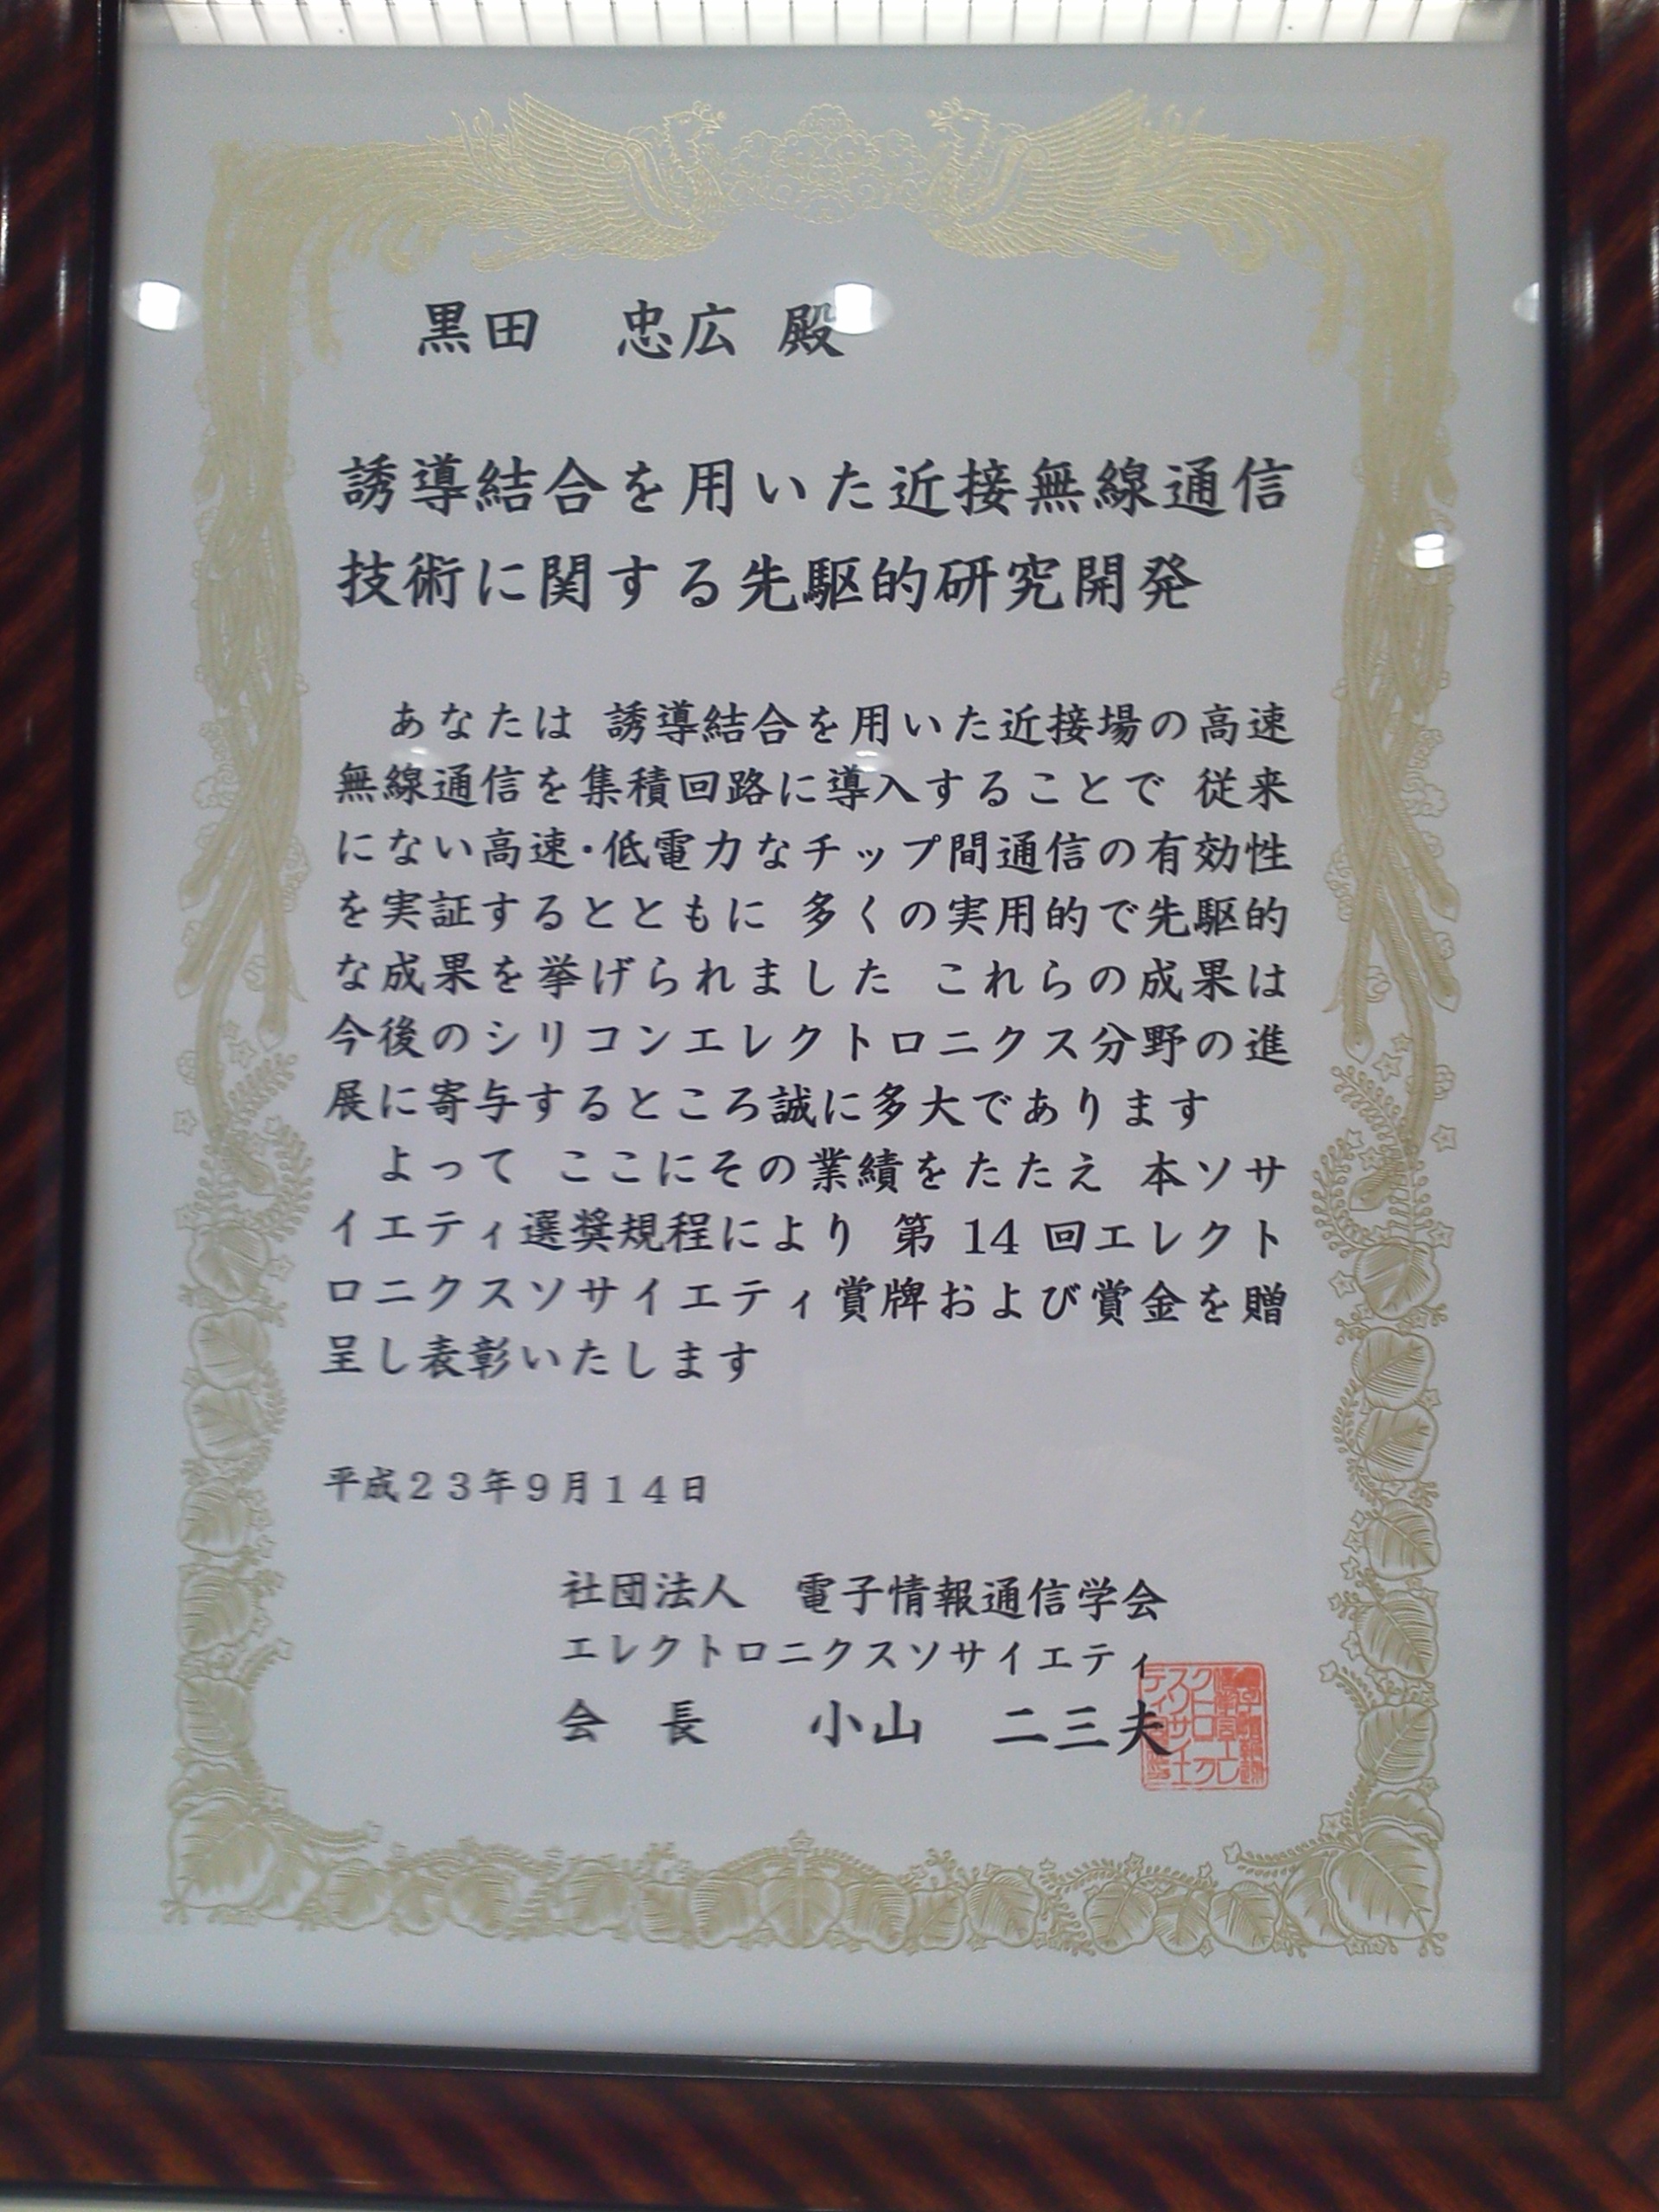 黒田　忠広 殿
誘導結合を用いた近接無線通信
技術に関する先駆的研究開発
あなたは 誘導結合を用いた近接場の高速
無線通信を集積回路に導入することで 従来
にない高速・低電力なチップ間通信の有効性
を実証するとともに 多くの実用的で先駆的
な成果を挙げられました これらの成果は
今後のシリコンエレクトロニクス分野の進
展に寄与するところ誠に多大であります
よって ここにその業績をたたえ 本ソサ
イエティ選奨規程により 第 14 回エレクト
ロニクスソサイエティ賞牌および賞金を贈
呈し表彰いたします
平成２３年９月１４日
社団法人　電子情報通信学会
エレクトロニクスソサイエティ
会　長　　小山　二三夫